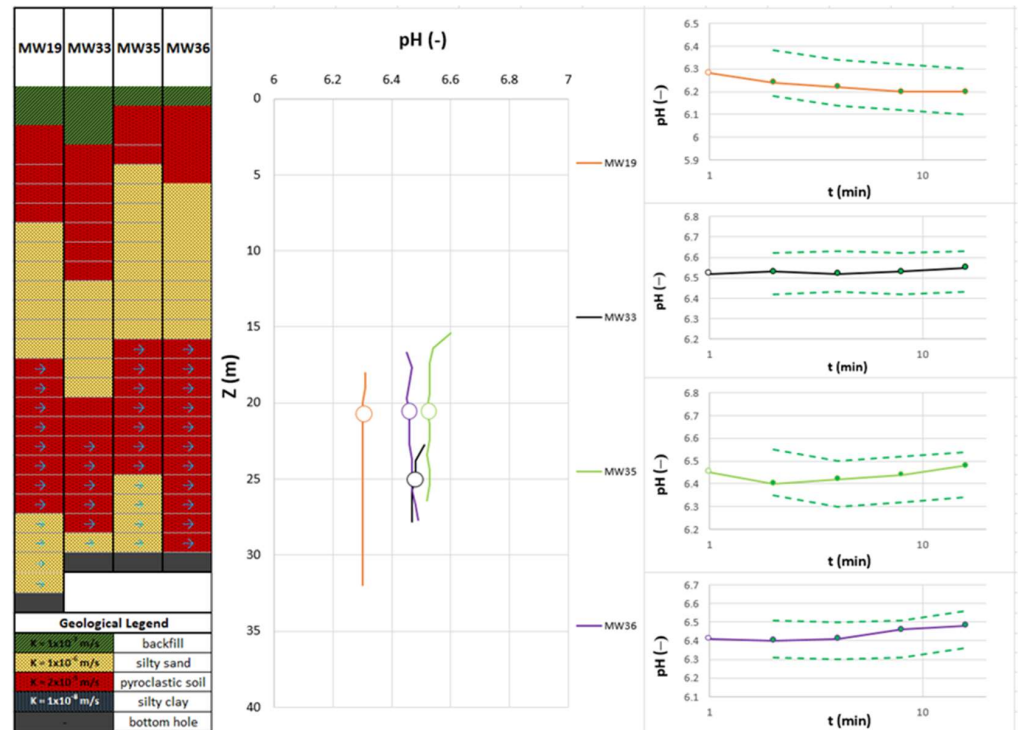 MW19 MW33 MW35 MW36
Geological Legend
K = 1x10⁻⁷ m/s backfill
K = 1x10⁻⁶ m/s silty sand
pyroclastic soil
silty clay
- bottom hole
pH (-)
6 6.2 6.4 6.6 6.8 7
Z (m)
0
5
10
15
20
25
30
35
40
MW19
MW33
MW35
MW36
pH (−)
6.5
6.4
6.3
6.2
6.1
6
5.9
1 10
t (min)
pH (−)
6.8
6.7
6.6
6.5
6.4
6.3
6.2
1 10
t (min)
pH (−)
6.8
6.7
6.6
6.5
6.4
6.3
6.2
1 10
t (min)
pH (−)
6.7
6.6
6.5
6.4
6.3
6.2
6.1
1 10
t (min)